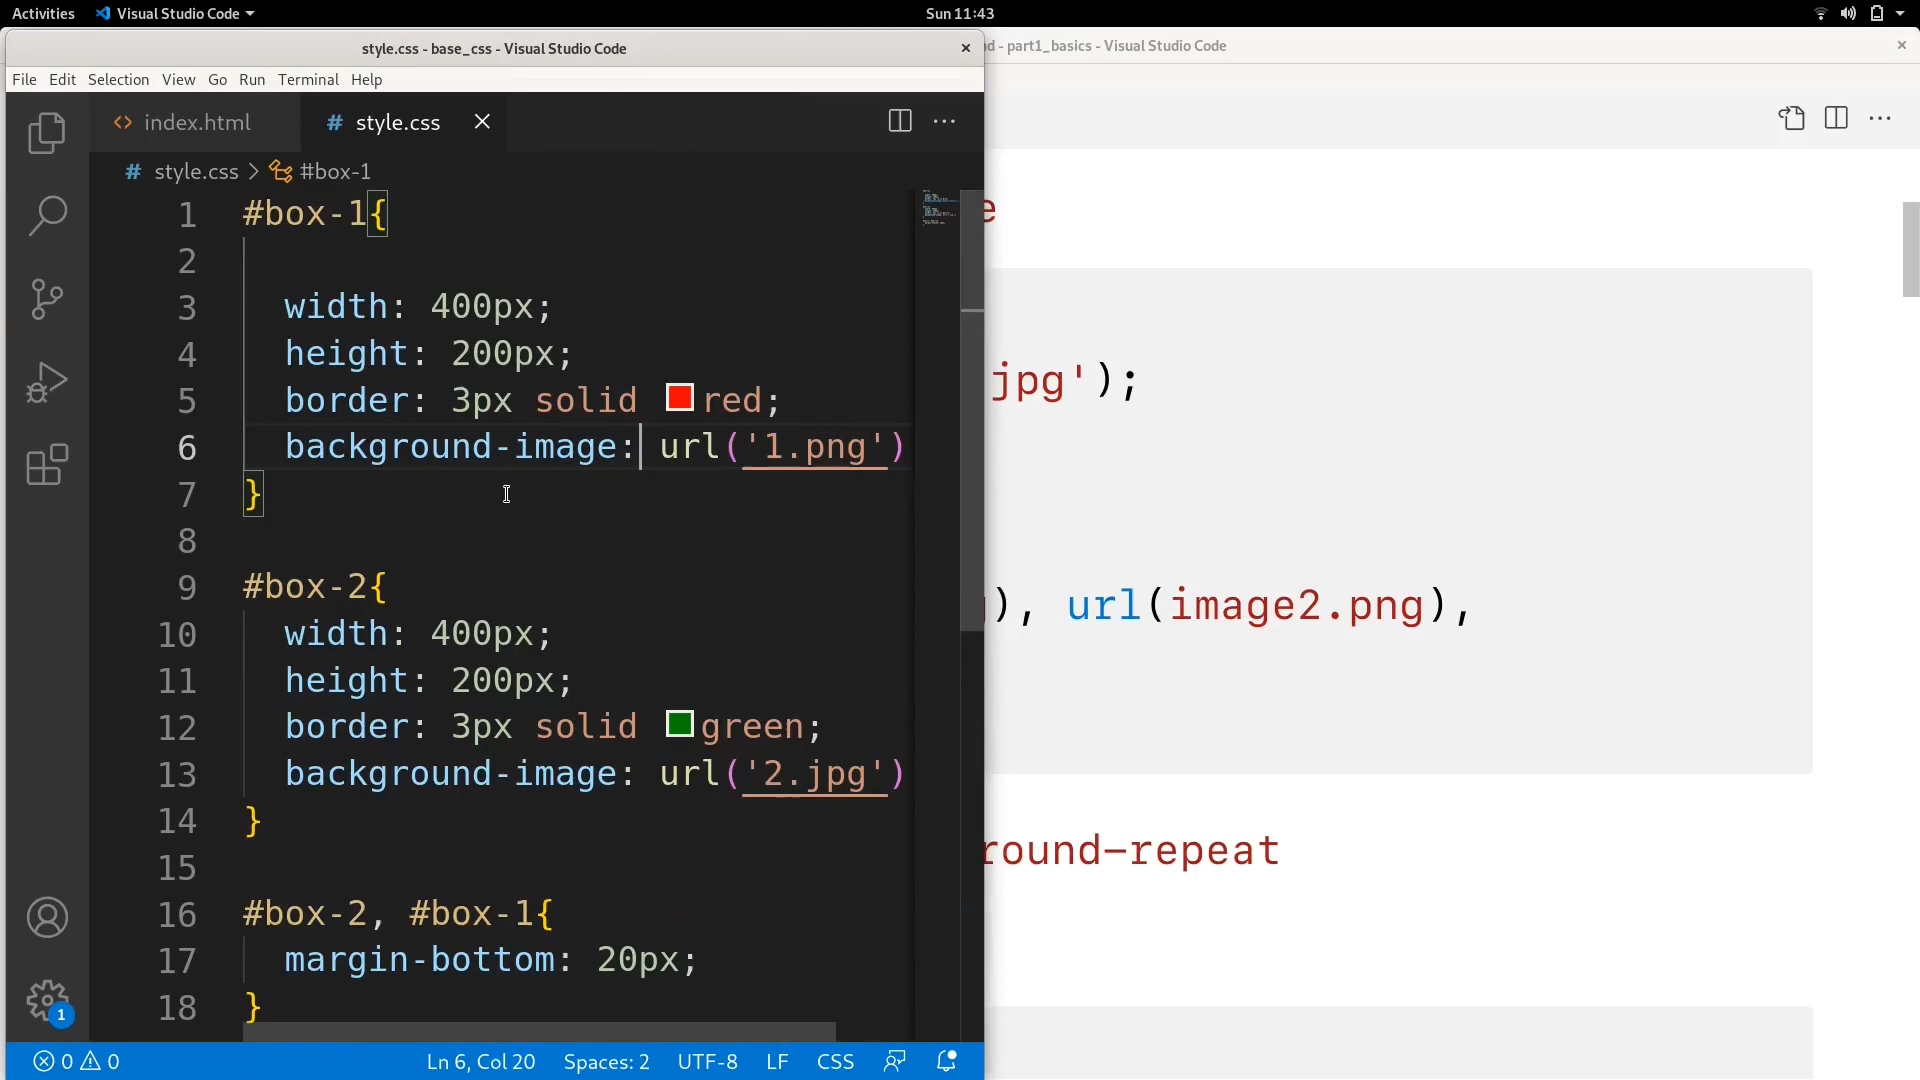 Activities
Visual Studio Code
Sun 11:43
style.css - base_css - Visual Studio Code
d - part1_basics - Visual Studio Code
File Edit Selection View Go Run Terminal Help
index.html
# style.css
# style.css > #box-1
1 #box-1{
2
3 width: 400px;
4 height: 200px;
5 border: 3px solid red;
6 background-image: url('1.png')
7 }
8
9 #box-2{
10 width: 400px;
11 height: 200px;
12 border: 3px solid green;
13 background-image: url('2.jpg')
14 }
15
16 #box-2, #box-1{
17 margin-bottom: 20px;
18 }
e
jpg');
), url(image2.png),
round-repeat
1
0 0
Ln 6, Col 20
Spaces: 2
UTF-8
LF
CSS